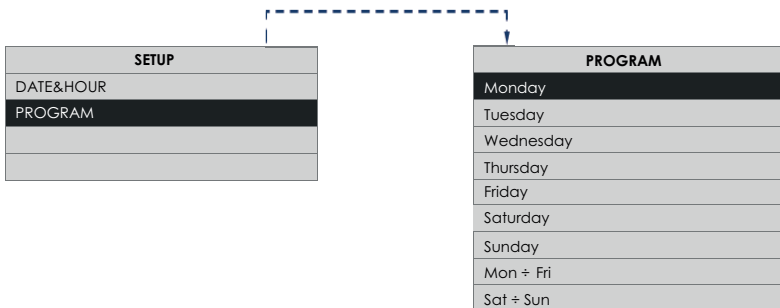 SETUP
DATE&HOUR
PROGRAM
PROGRAM
Monday
Tuesday
Wednesday
Thursday
Friday
Saturday
Sunday
Mon ÷ Fri
Sat ÷ Sun